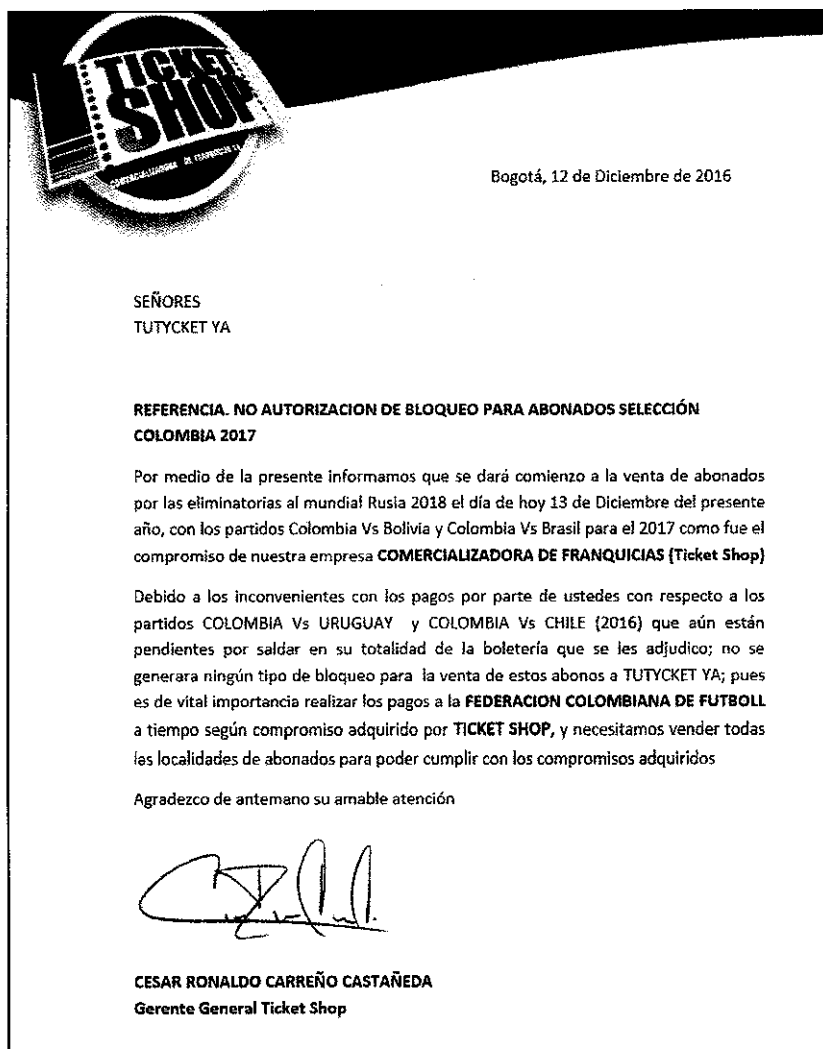 TICKET
SHOP
COMERCIALIZADORA DE FRANQUICIAS S.A.
Bogotá, 12 de Diciembre de 2016
SEÑORES
TUTYCKET YA
REFERENCIA. NO AUTORIZACION DE BLOQUEO PARA ABONADOS SELECCIÓN
COLOMBIA 2017
Por medio de la presente informamos que se dará comienzo a la venta de abonados
por las eliminatorias al mundial Rusia 2018 el día de hoy 13 de Diciembre del presente
año, con los partidos Colombia Vs Bolivia y Colombia Vs Brasil para el 2017 como fue el
compromiso de nuestra empresa COMERCIALIZADORA DE FRANQUICIAS (Ticket Shop)
Debido a los inconvenientes con los pagos por parte de ustedes con respecto a los
partidos COLOMBIA Vs URUGUAY y COLOMBIA Vs CHILE (2016) que aún están
pendientes por saldar en su totalidad de la boletería que se les adjudico; no se
generara ningún tipo de bloqueo para la venta de estos abonos a TUTYCKET YA; pues
es de vital importancia realizar los pagos a la FEDERACION COLOMBIANA DE FUTBOLL
a tiempo según compromiso adquirido por TICKET SHOP, y necesitamos vender todas
las localidades de abonados para poder cumplir con los compromisos adquiridos
Agradezco de antemano su amable atención
CESAR RONALDO CARREÑO CASTAÑEDA
Gerente General Ticket Shop